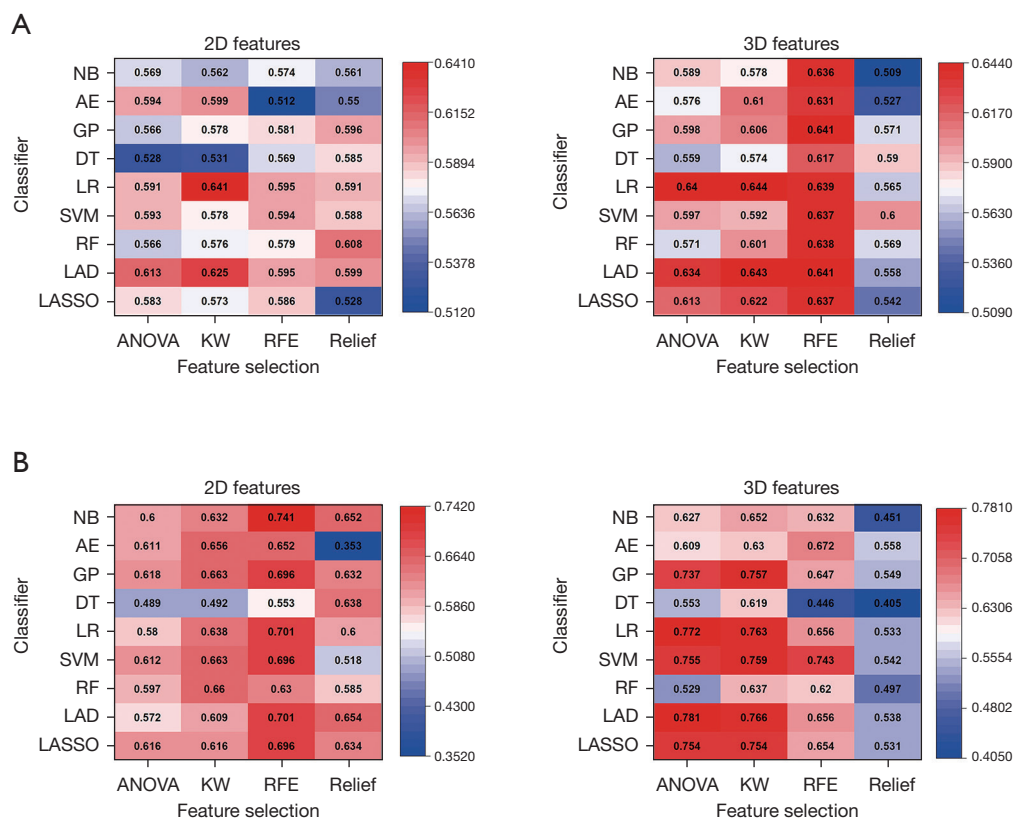 A
2D features
Classifier
NB 0.569 0.562 0.574 0.561
AE 0.594 0.599 0.512 0.55
GP 0.566 0.578 0.581 0.596
DT 0.528 0.531 0.569 0.585
LR 0.591 0.641 0.595 0.591
SVM 0.593 0.578 0.594 0.588
RF 0.566 0.576 0.579 0.608
LAD 0.613 0.625 0.595 0.599
LASSO 0.583 0.573 0.586 0.528
ANOVA KW RFE Relief
Feature selection
0.6410
0.6152
0.5894
0.5636
0.5378
0.5120
3D features
Classifier
NB 0.589 0.578 0.636 0.509
AE 0.576 0.61 0.631 0.527
GP 0.598 0.606 0.641 0.571
DT 0.559 0.574 0.617 0.59
LR 0.64 0.644 0.639 0.565
SVM 0.597 0.592 0.637 0.6
RF 0.571 0.601 0.638 0.569
LAD 0.634 0.643 0.641 0.558
LASSO 0.613 0.622 0.637 0.542
ANOVA KW RFE Relief
Feature selection
0.6440
0.6170
0.5900
0.5630
0.5360
0.5090
B
2D features
Classifier
NB 0.6 0.632 0.741 0.652
AE 0.611 0.656 0.652 0.353
GP 0.618 0.663 0.696 0.632
DT 0.489 0.492 0.553 0.638
LR 0.58 0.638 0.701 0.6
SVM 0.612 0.663 0.696 0.518
RF 0.597 0.66 0.63 0.585
LAD 0.572 0.609 0.701 0.654
LASSO 0.616 0.616 0.696 0.634
ANOVA KW RFE Relief
Feature selection
0.7420
0.6640
0.5860
0.5080
0.4300
0.3520
3D features
Classifier
NB 0.627 0.652 0.632 0.451
AE 0.609 0.63 0.672 0.558
GP 0.737 0.757 0.647 0.549
DT 0.553 0.619 0.446 0.405
LR 0.772 0.763 0.656 0.533
SVM 0.755 0.759 0.743 0.542
RF 0.529 0.637 0.62 0.497
LAD 0.781 0.766 0.656 0.538
LASSO 0.754 0.754 0.654 0.531
ANOVA KW RFE Relief
Feature selection
0.7810
0.7058
0.6306
0.5554
0.4802
0.4050